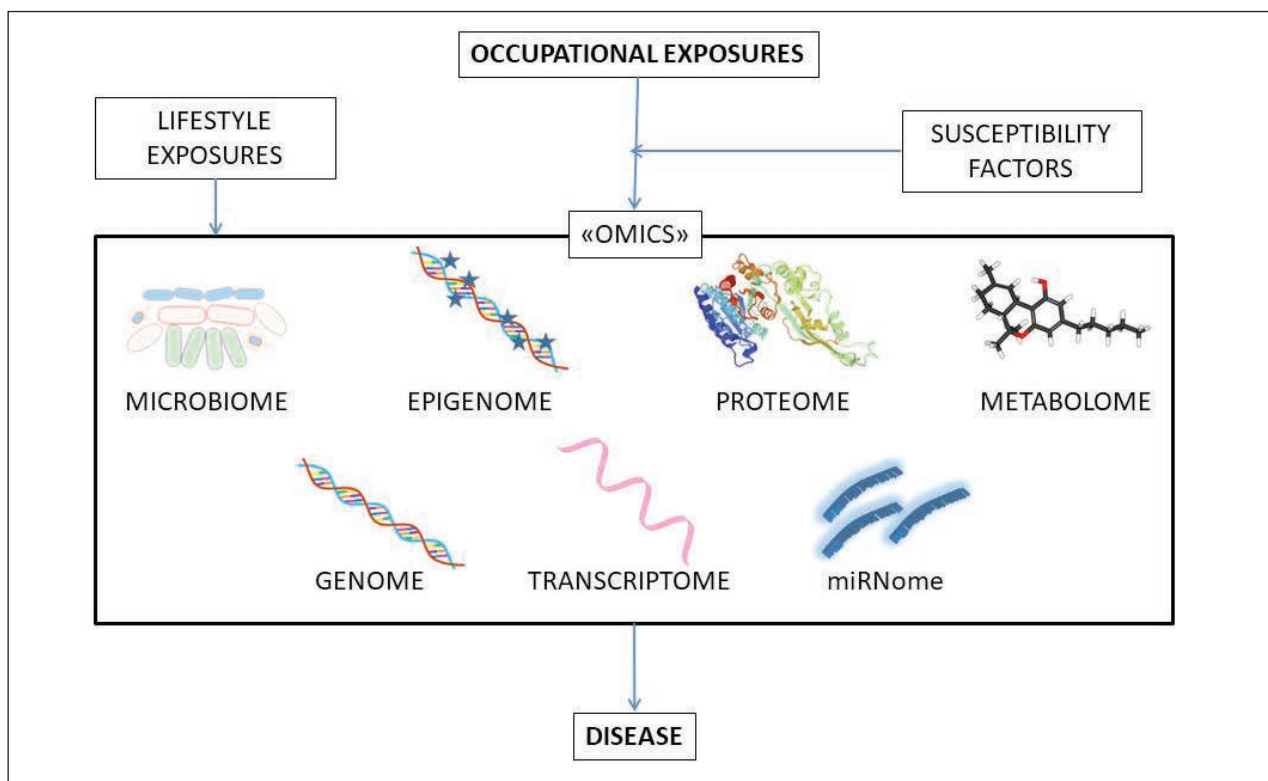 OCCUPATIONAL EXPOSURES
LIFESTYLE
EXPOSURES
SUSCEPTIBILITY
FACTORS
«OMICS»
MICROBIOME
EPIGENOME
PROTEOME
METABOLOME
GENOME
TRANSCRIPTOME
miRNome
DISEASE